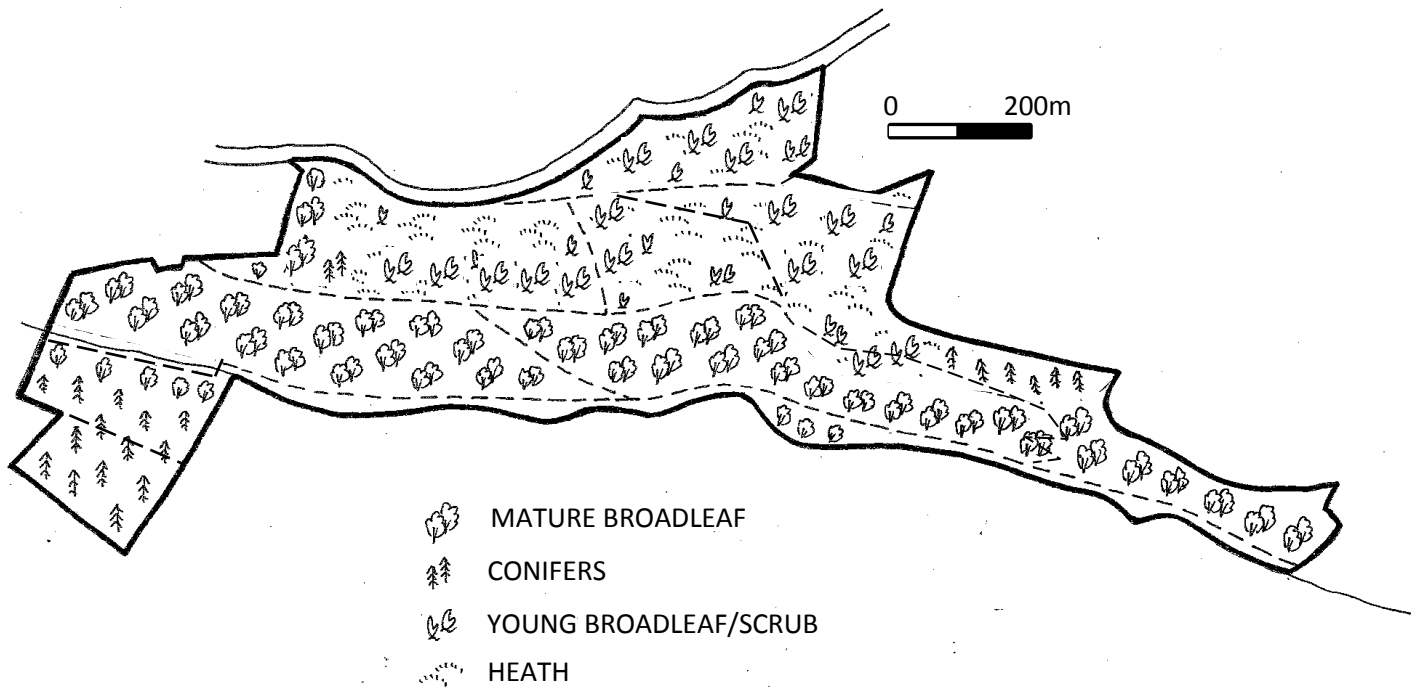 0 200m
MATURE BROADLEAF
CONIFERS
YOUNG BROADLEAF/SCRUB
HEATH